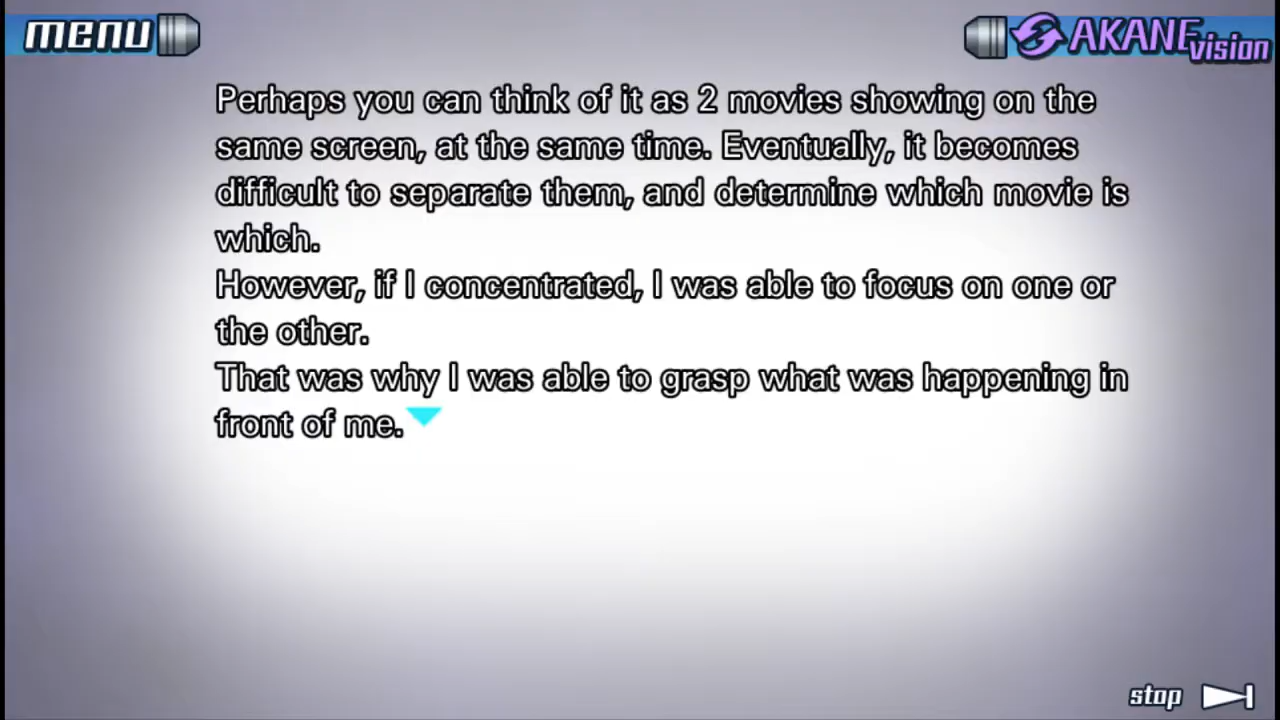 menu
AKANE vision
Perhaps you can think of it as 2 movies showing on the
same screen, at the same time. Eventually, it becomes
difficult to separate them, and determine which movie is
which.
However, if I concentrated, I was able to focus on one or
the other.
That was why I was able to grasp what was happening in
front of me.
stop